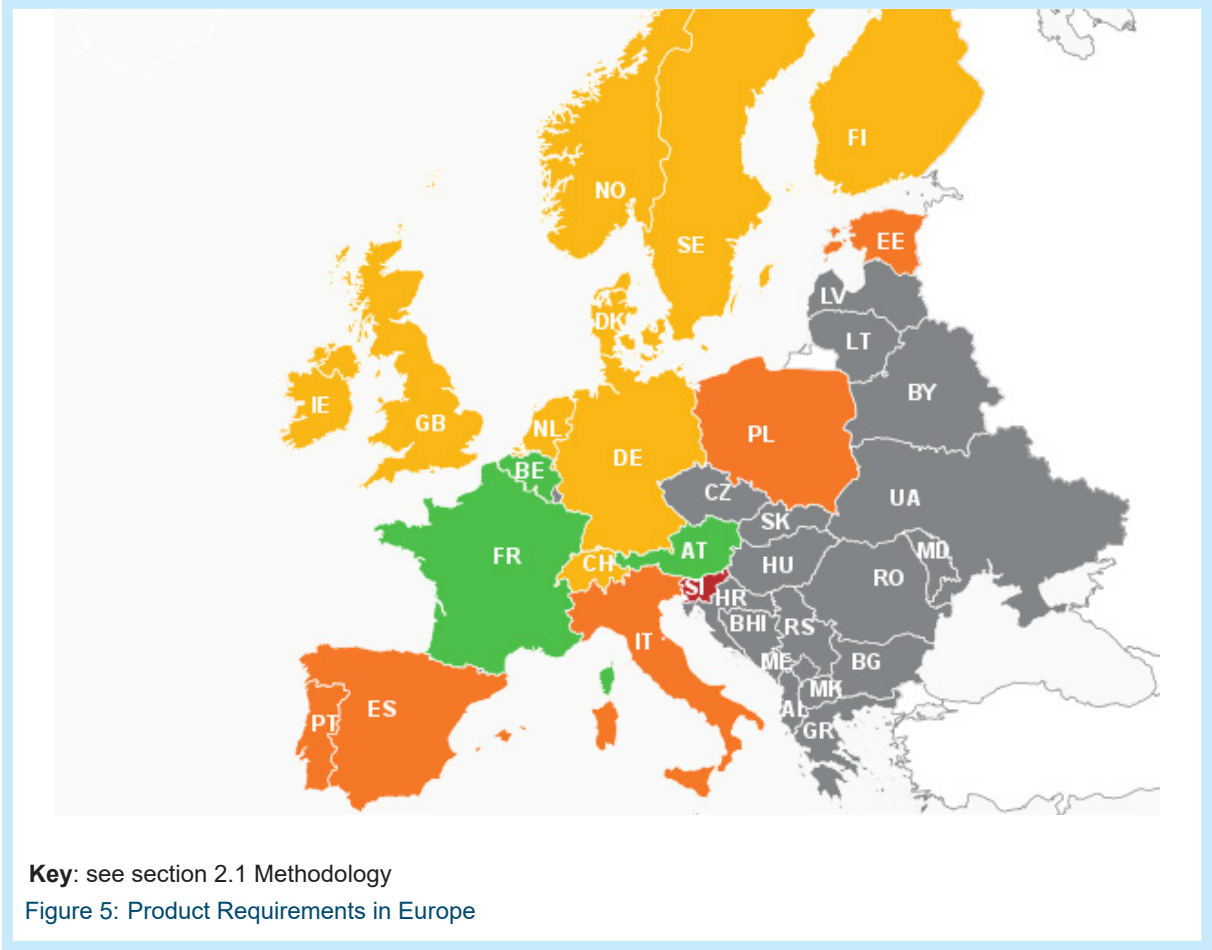 FI
NO
SE
EE
LV
DK
LT
BY
IE
GB
NL
PL
DE
BE
CZ
UA
SK
FR
AT
MD
CH
HU
RO
SI
HR
BHI
RS
IT
ME
BG
MK
ES
AL
PT
GR
Key: see section 2.1 Methodology
Figure 5: Product Requirements in Europe